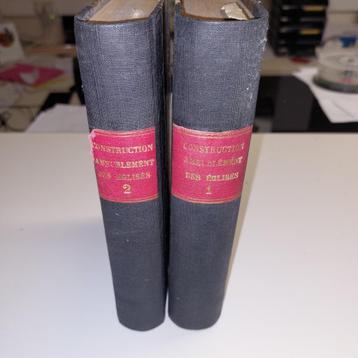 CONSTRUCTION
AMEUBLEMENT
DES ÉGLISES
2
CONSTRUCTION
AMEUBLEMENT
DES ÉGLISES
1